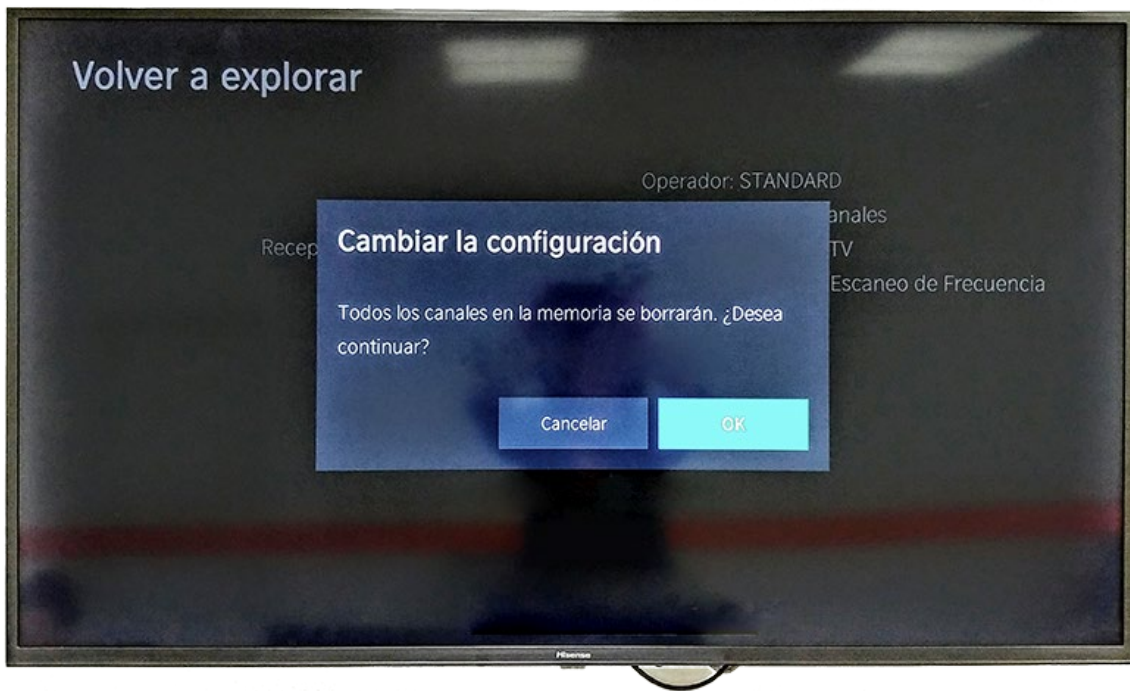 Volver a explorar
Operador: STANDARD
anales
Recep
TV
Escaneo de Frecuencia
Cambiar la configuración
Todos los canales en la memoria se borrarán. ¿Desea
continuar?
Cancelar
OK
Hisense